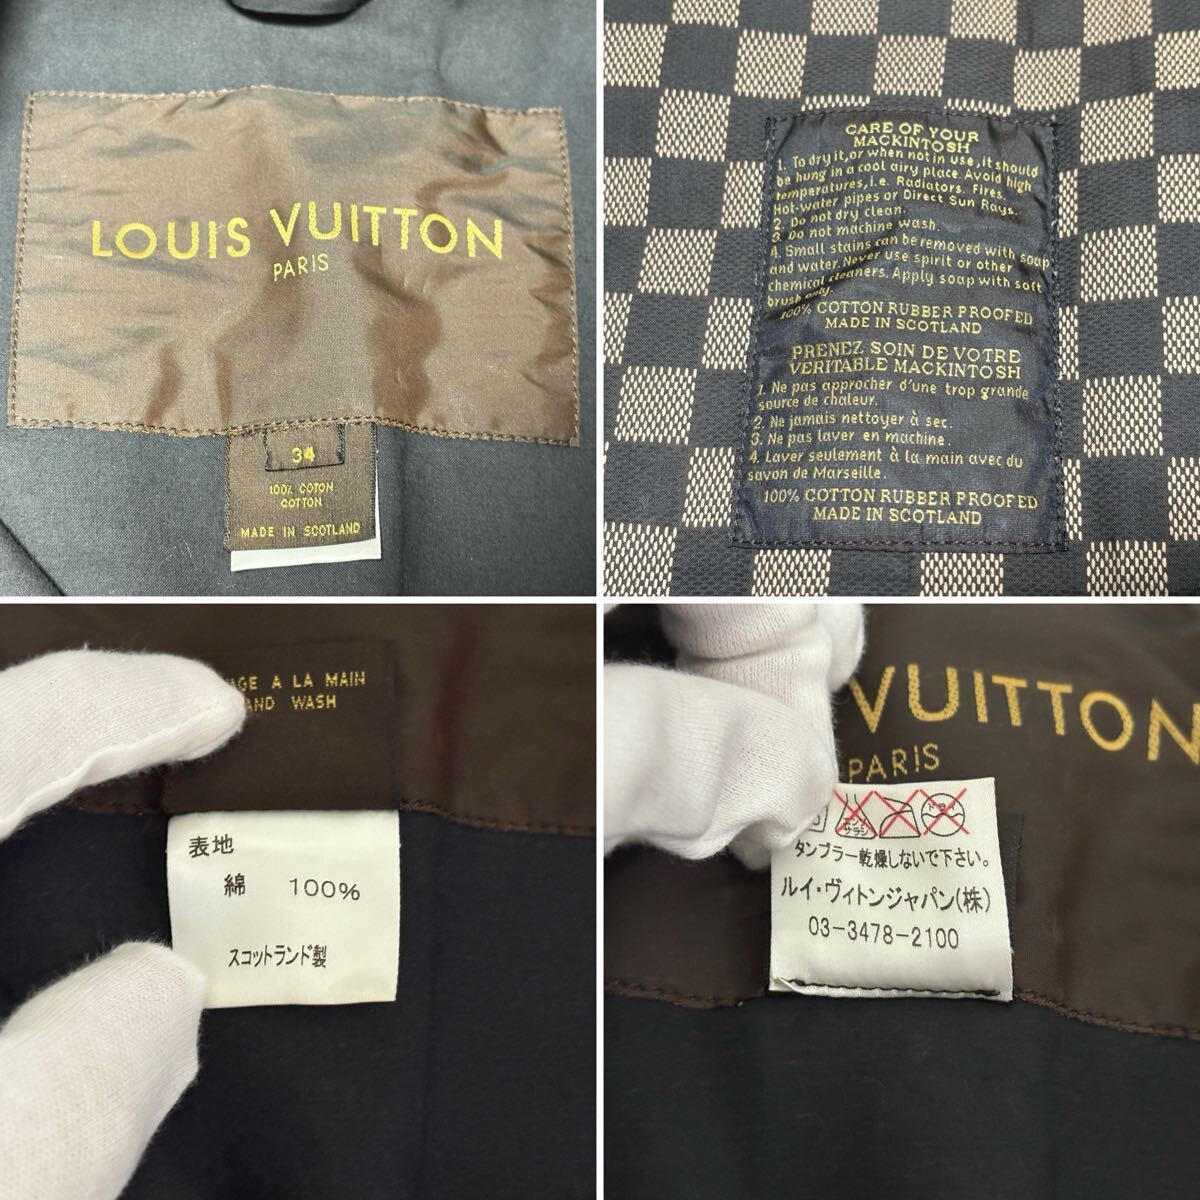 LOUIS VUITTON
PARIS
34
100% COTON
COTTON
MADE IN SCOTLAND
CARE OF YOUR
MACKINTOSH
1. To dry it, or when not in use, it should
be hung in a cool airy place. Avoid high
temperatures, i.e. Radiators. Fires.
Hot-water pipes or Direct Sun Rays.
2. Do not dry clean.
3. Do not machine wash.
4. Small stains can be removed with soap
and water. Never use spirit or other
chemical cleaners. Apply soap with soft
brush only.
100% COTTON RUBBER PROOFED
MADE IN SCOTLAND
PRENEZ SOIN DE VOTRE
VERITABLE MACKINTOSH
1. Ne pas approcher d'une trop grande
source de chaleur.
2. Ne jamais nettoyer à sec.
3. Ne pas laver en machine.
4. Laver seulement à la main avec du
savon de Marseille.
100% COTTON RUBBER PROOFED
MADE IN SCOTLAND
A LA MAIN
WASH
表地
綿 100%
スコットランド製
VUITTON
PARIS
エンソ ドライ
サラシ
タンブラー乾燥しないで下さい。
ルイ・ヴィトンジャパン(株)
03-3478-2100